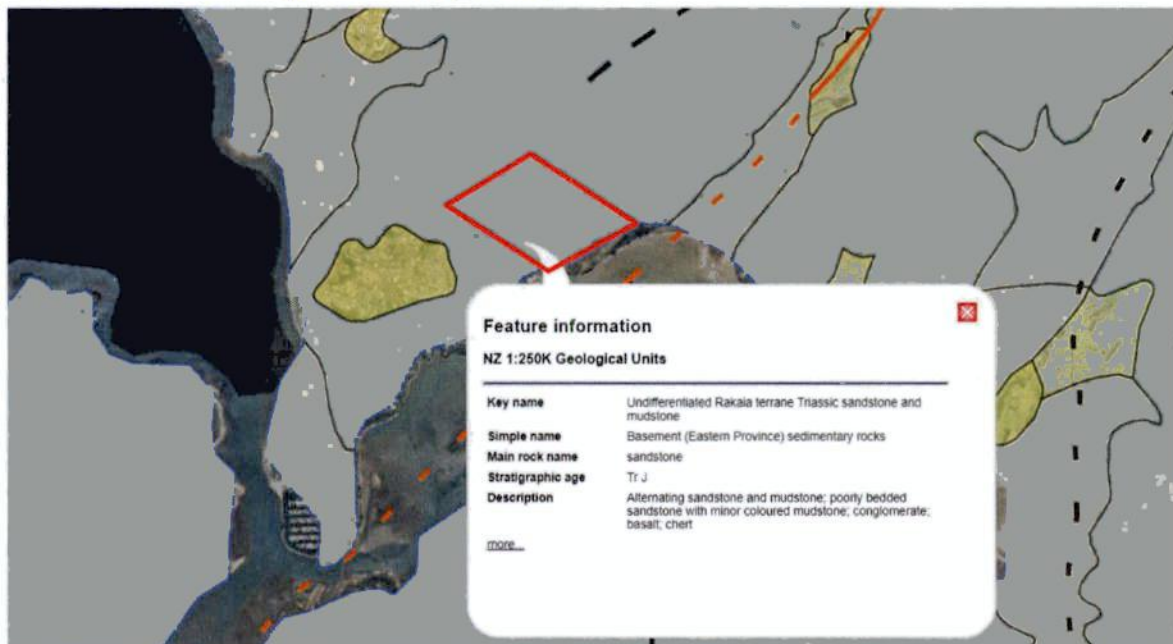 Feature information
NZ 1:250K Geological Units
Key name Undifferentiated Rakaia terrane Triassic sandstone and
mudstone
Simple name Basement (Eastern Province) sedimentary rocks
Main rock name sandstone
Stratigraphic age Tr J
Description Alternating sandstone and mudstone; poorly bedded
sandstone with minor coloured mudstone; conglomerate;
basalt; chert
more...